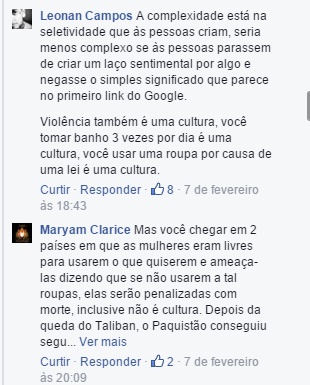 Leonan Campos A complexidade está na
seletividade que às pessoas criam, seria
menos complexo se às pessoas parassem
de criar um laço sentimental por algo e
negasse o simples significado que parece
no primeiro link do Google.
Violência também é uma cultura, você
tomar banho 3 vezes por dia é uma
cultura, você usar uma roupa por causa de
uma lei é uma cultura.
Curtir · Responder · 8 · 7 de fevereiro
às 18:43
Maryam Clarice Mas você chegar em 2
países em que as mulheres eram livres
para usarem o que quiserem e ameaça-
las dizendo que se não usarem a tal
roupas, elas serão penalizadas com
morte, inclusive não é cultura. Depois da
queda do Taliban, o Paquistão conseguiu
segu... Ver mais
Curtir · Responder · 2 · 7 de fevereiro
às 20:09